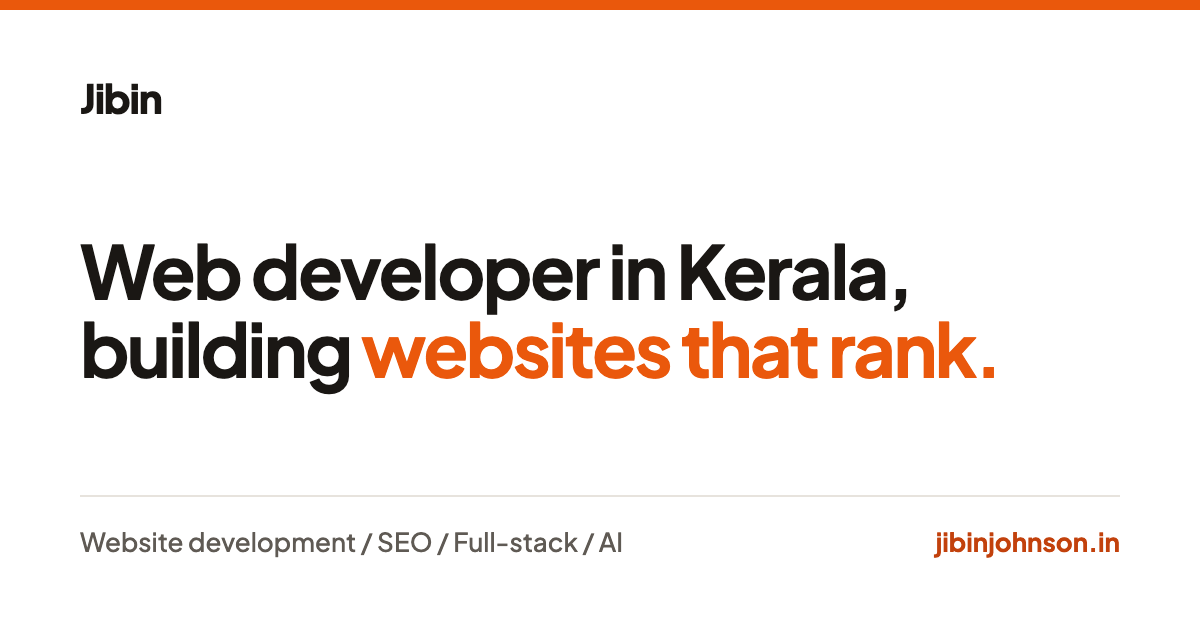 Jibin
Web developer in Kerala,
building websites that rank.
Website development / SEO / Full-stack / AI
jibinjohnson.in